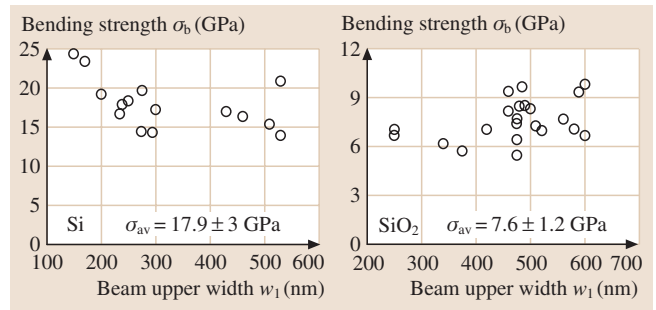 Bending strength σb (GPa)
25
20
15
10
5
0
Si σav = 17.9 ± 3 GPa
100 200 300 400 500 600
Beam upper width w1 (nm)
Bending strength σb (GPa)
12
9
6
3
0
SiO2 σav = 7.6 ± 1.2 GPa
200 300 400 500 600 700
Beam upper width w1 (nm)